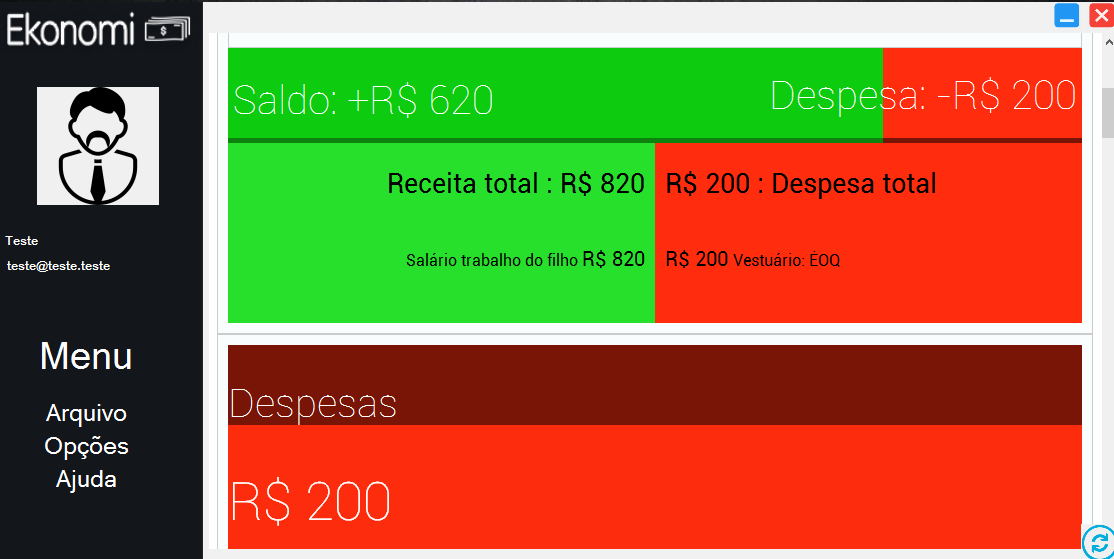 Ekonomi
Teste
teste@teste.teste
Menu
Arquivo
Opções
Ajuda
Saldo: +R$ 620
Despesa: -R$ 200
Receita total : R$ 820
R$ 200 : Despesa total
Salário trabalho do filho R$ 820
R$ 200 Vestuário: ÉOQ
Despesas
R$ 200